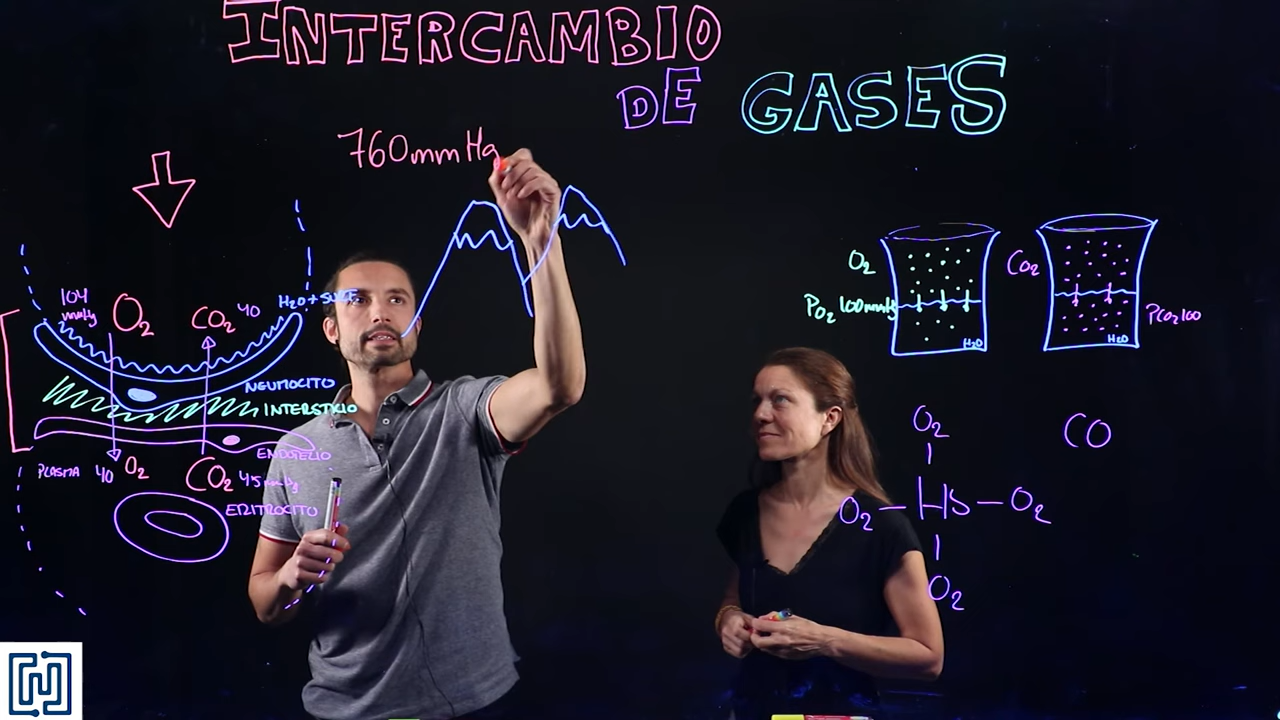 INTERCAMBIO
DE GASES
760mmHg
104
mmHg
O2
CO2
40
H2O + SURF
NEUMOCITO
INTERSTICIO
ENDOTELIO
PLASMA
40
O2
CO2
45mmHg
ERITROCITO
O2
PO2 100mmHg
H2O
CO2
PCO2 100
H2O
O2
O2 — Hb — O2
O2
CO